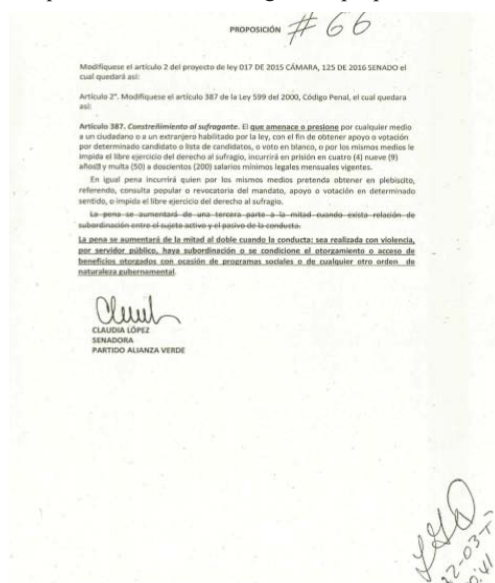 PROPOSICIÓN # 66
Modifíquese el artículo 2 del proyecto de ley 017 DE 2015 CÁMARA, 125 DE 2016 SENADO el
cual quedará así:
Artículo 2°. Modifíquese el artículo 387 de la Ley 599 del 2000, Código Penal, el cual quedara
así:
Artículo 387. Constreñimiento al sufragante. El que amenace o presione por cualquier medio
a un ciudadano o a un extranjero habilitado por la ley, con el fin de obtener apoyo o votación
por determinado candidato o lista de candidatos, o voto en blanco, o por los mismos medios le
impida el libre ejercicio del derecho al sufragio, incurrirá en prisión en cuatro (4) nueve (9)
años y multa (50) a doscientos (200) salarios mínimos legales mensuales vigentes.
En igual pena incurrirá quien por los mismos medios pretenda obtener en plebiscito,
referendo, consulta popular o revocatoria del mandato, apoyo o votación en determinado
sentido, o impida el libre ejercicio del derecho al sufragio.
La pena se aumentará de una tercera parte a la mitad cuando exista relación de
subordinación entre el sujeto activo y el pasivo de la conducta.
La pena se aumentará de la mitad al doble cuando la conducta: sea realizada con violencia,
por servidor público, haya subordinación o se condicione el otorgamiento o acceso de
beneficios otorgados con ocasión de programas sociales o de cualquier otro orden de
naturaleza gubernamental.
CLAUDIA LÓPEZ
SENADORA
PARTIDO ALIANZA VERDE